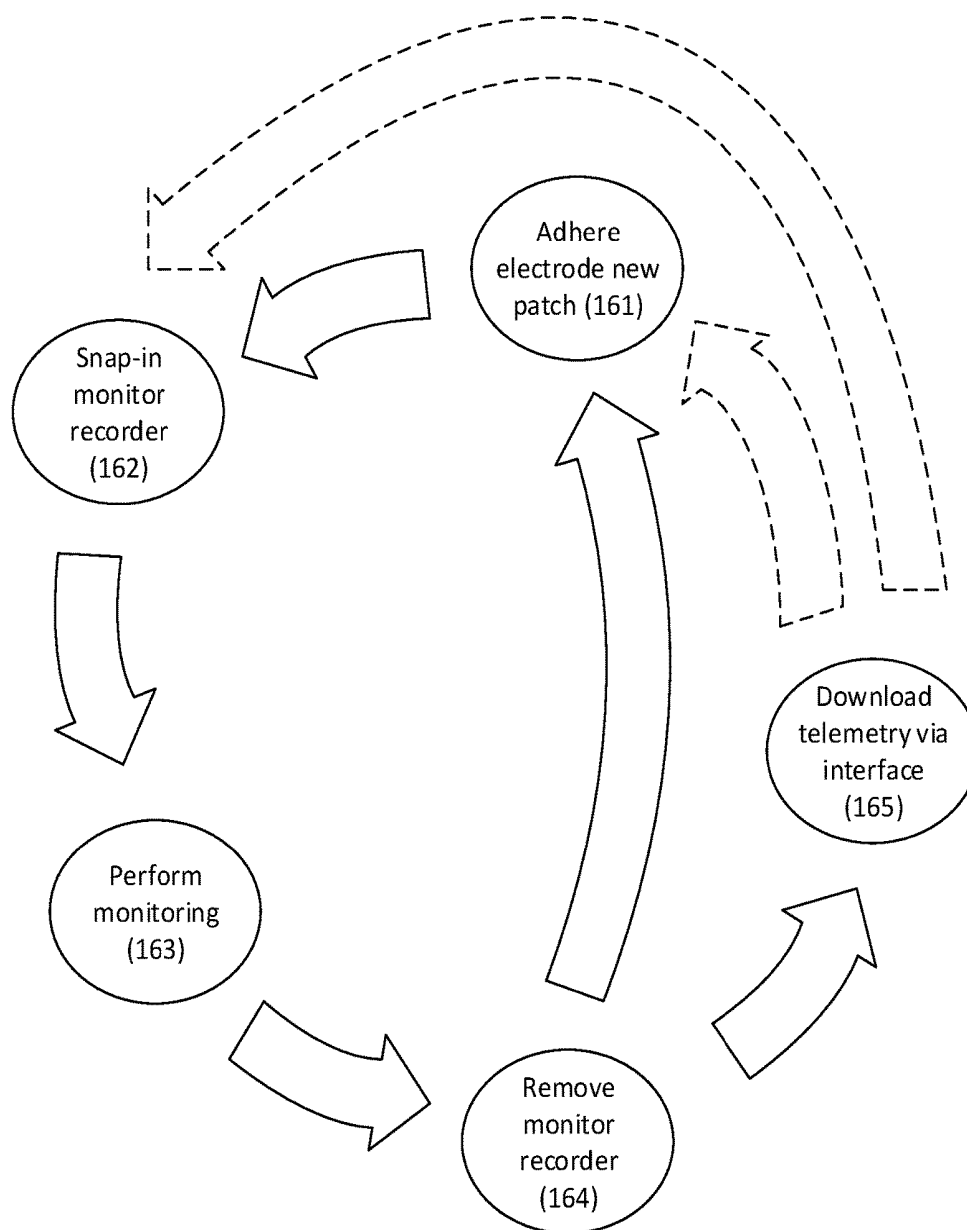 Adhere
electrode new
patch (161)
Snap-in
monitor
recorder
(162)
Download
telemetry via
interface
(165)
Perform
monitoring
(163)
Remove
monitor
recorder
(164)